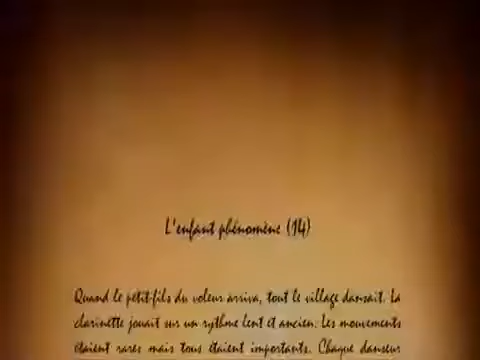 L'enfant phénomène (14)
Quand le petit-fils du voleur arriva, tout le village dansait. La
clarinette jouait sur un rythme lent et ancien. Les mouvements
étaient rares mais tous étaient importants. Chaque danseur